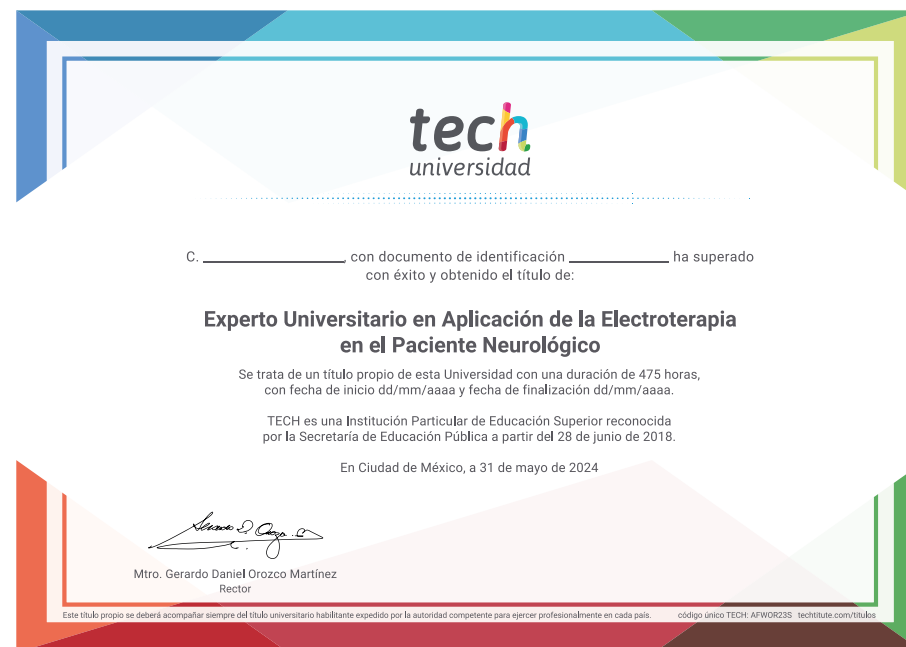 tech
universidad
C. ____________________, con documento de identificación ______________ ha superado
con éxito y obtenido el título de:
Experto Universitario en Aplicación de la Electroterapia
en el Paciente Neurológico
Se trata de un título propio de esta Universidad con una duración de 475 horas,
con fecha de inicio dd/mm/aaaa y fecha de finalización dd/mm/aaaa.
TECH es una Institución Particular de Educación Superior reconocida
por la Secretaría de Educación Pública a partir del 28 de junio de 2018.
En Ciudad de México, a 31 de mayo de 2024
Mtro. Gerardo Daniel Orozco Martínez
Rector
Este título propio se deberá acompañar siempre del título universitario habilitante expedido por la autoridad competente para ejercer profesionalmente en cada país. código único TECH: AFWOR23S techtitute.com/titulos